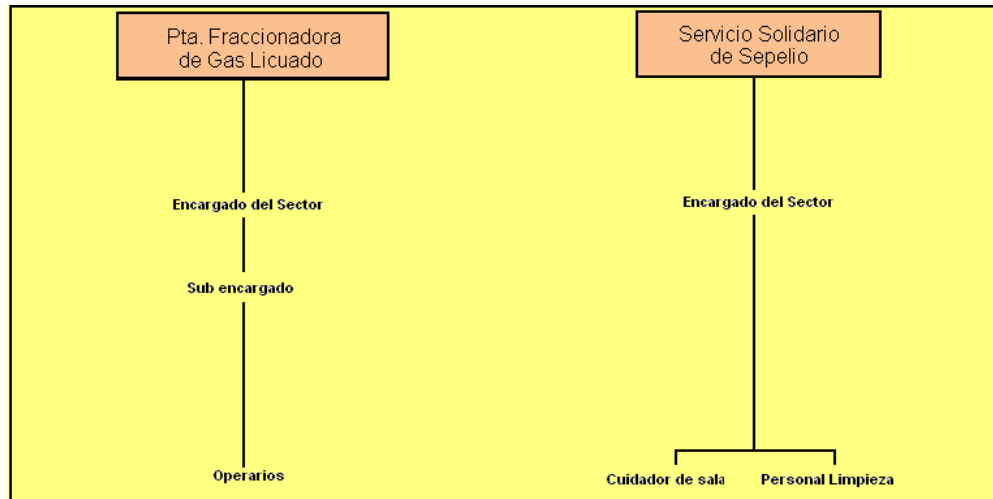 Pta. Fraccionadora
de Gas Licuado
Encargado del Sector
Sub encargado
Operarios
Servicio Solidario
de Sepelio
Encargado del Sector
Cuidador de sala
Personal Limpieza